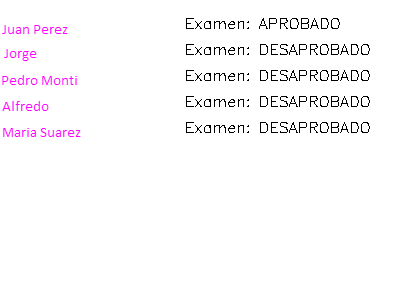 Juan Perez Examen: APROBADO
Jorge Examen: DESAPROBADO
Pedro Monti Examen: DESAPROBADO
Alfredo Examen: DESAPROBADO
Maria Suarez Examen: DESAPROBADO